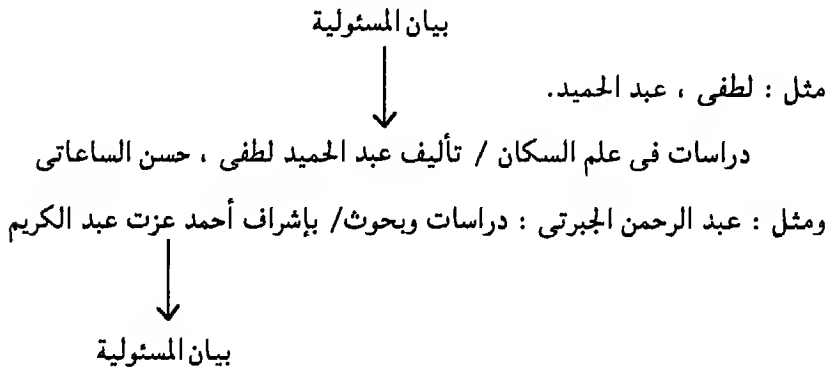 بيان المسئولية
مثل : لطفى ، عبد الحميد.
دراسات فى علم السكان / تأليف عبد الحميد لطفى ، حسن الساعاتى
ومثل : عبد الرحمن الجبرتى : دراسات وبحوث/ بإشراف أحمد عزت عبد الكريم
بيان المسئولية